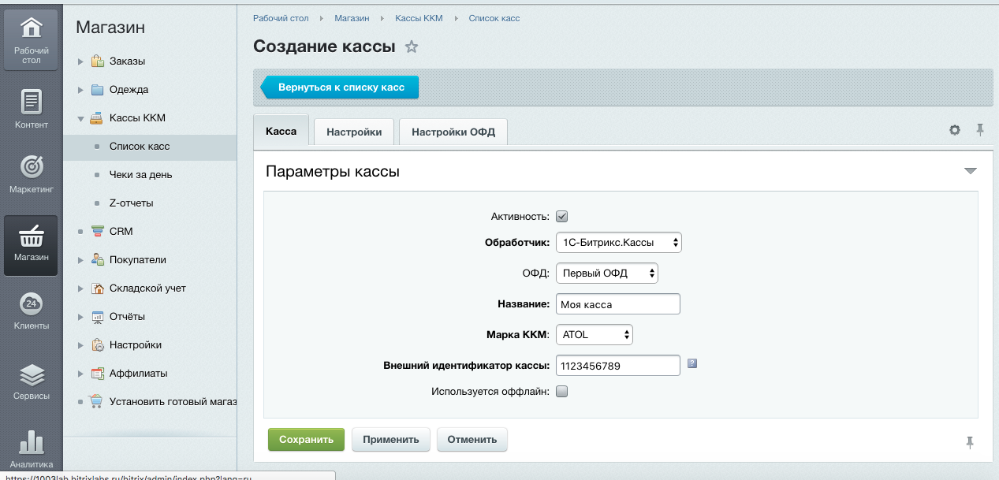 Рабочий
стол
Контент
Маркетинг
Магазин
24
Клиенты
Сервисы
Аналитика
Магазин
Заказы
Одежда
Кассы ККМ
Список касс
Чеки за день
Z-отчеты
CRM
Покупатели
Складской учет
Отчёты
Настройки
Аффилиаты
Установить готовый магаз
Рабочий стол Магазин Кассы ККМ Список касс
Создание кассы
Вернуться к списку касс
Касса Настройки Настройки ОФД
Параметры кассы
Активность:
Обработчик: 1С-Битрикс.Кассы
ОФД: Первый ОФД
Название: Моя касса
Марка ККМ: ATOL
Внешний идентификатор кассы: 1123456789 ?
Используется оффлайн:
Сохранить Применить Отменить
https://1003lab.bitrixlabs.ru/bitrix/admin/index.php?lang=ru